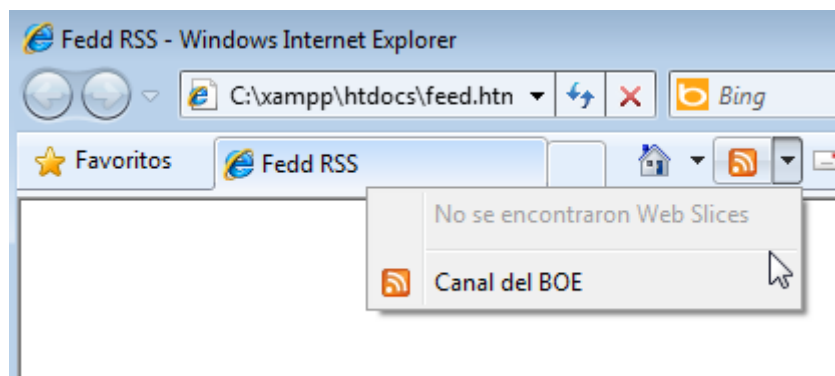 Fedd RSS - Windows Internet Explorer
C:\xampp\htdocs\feed.htn
Bing
Favoritos
Fedd RSS
No se encontraron Web Slices
Canal del BOE